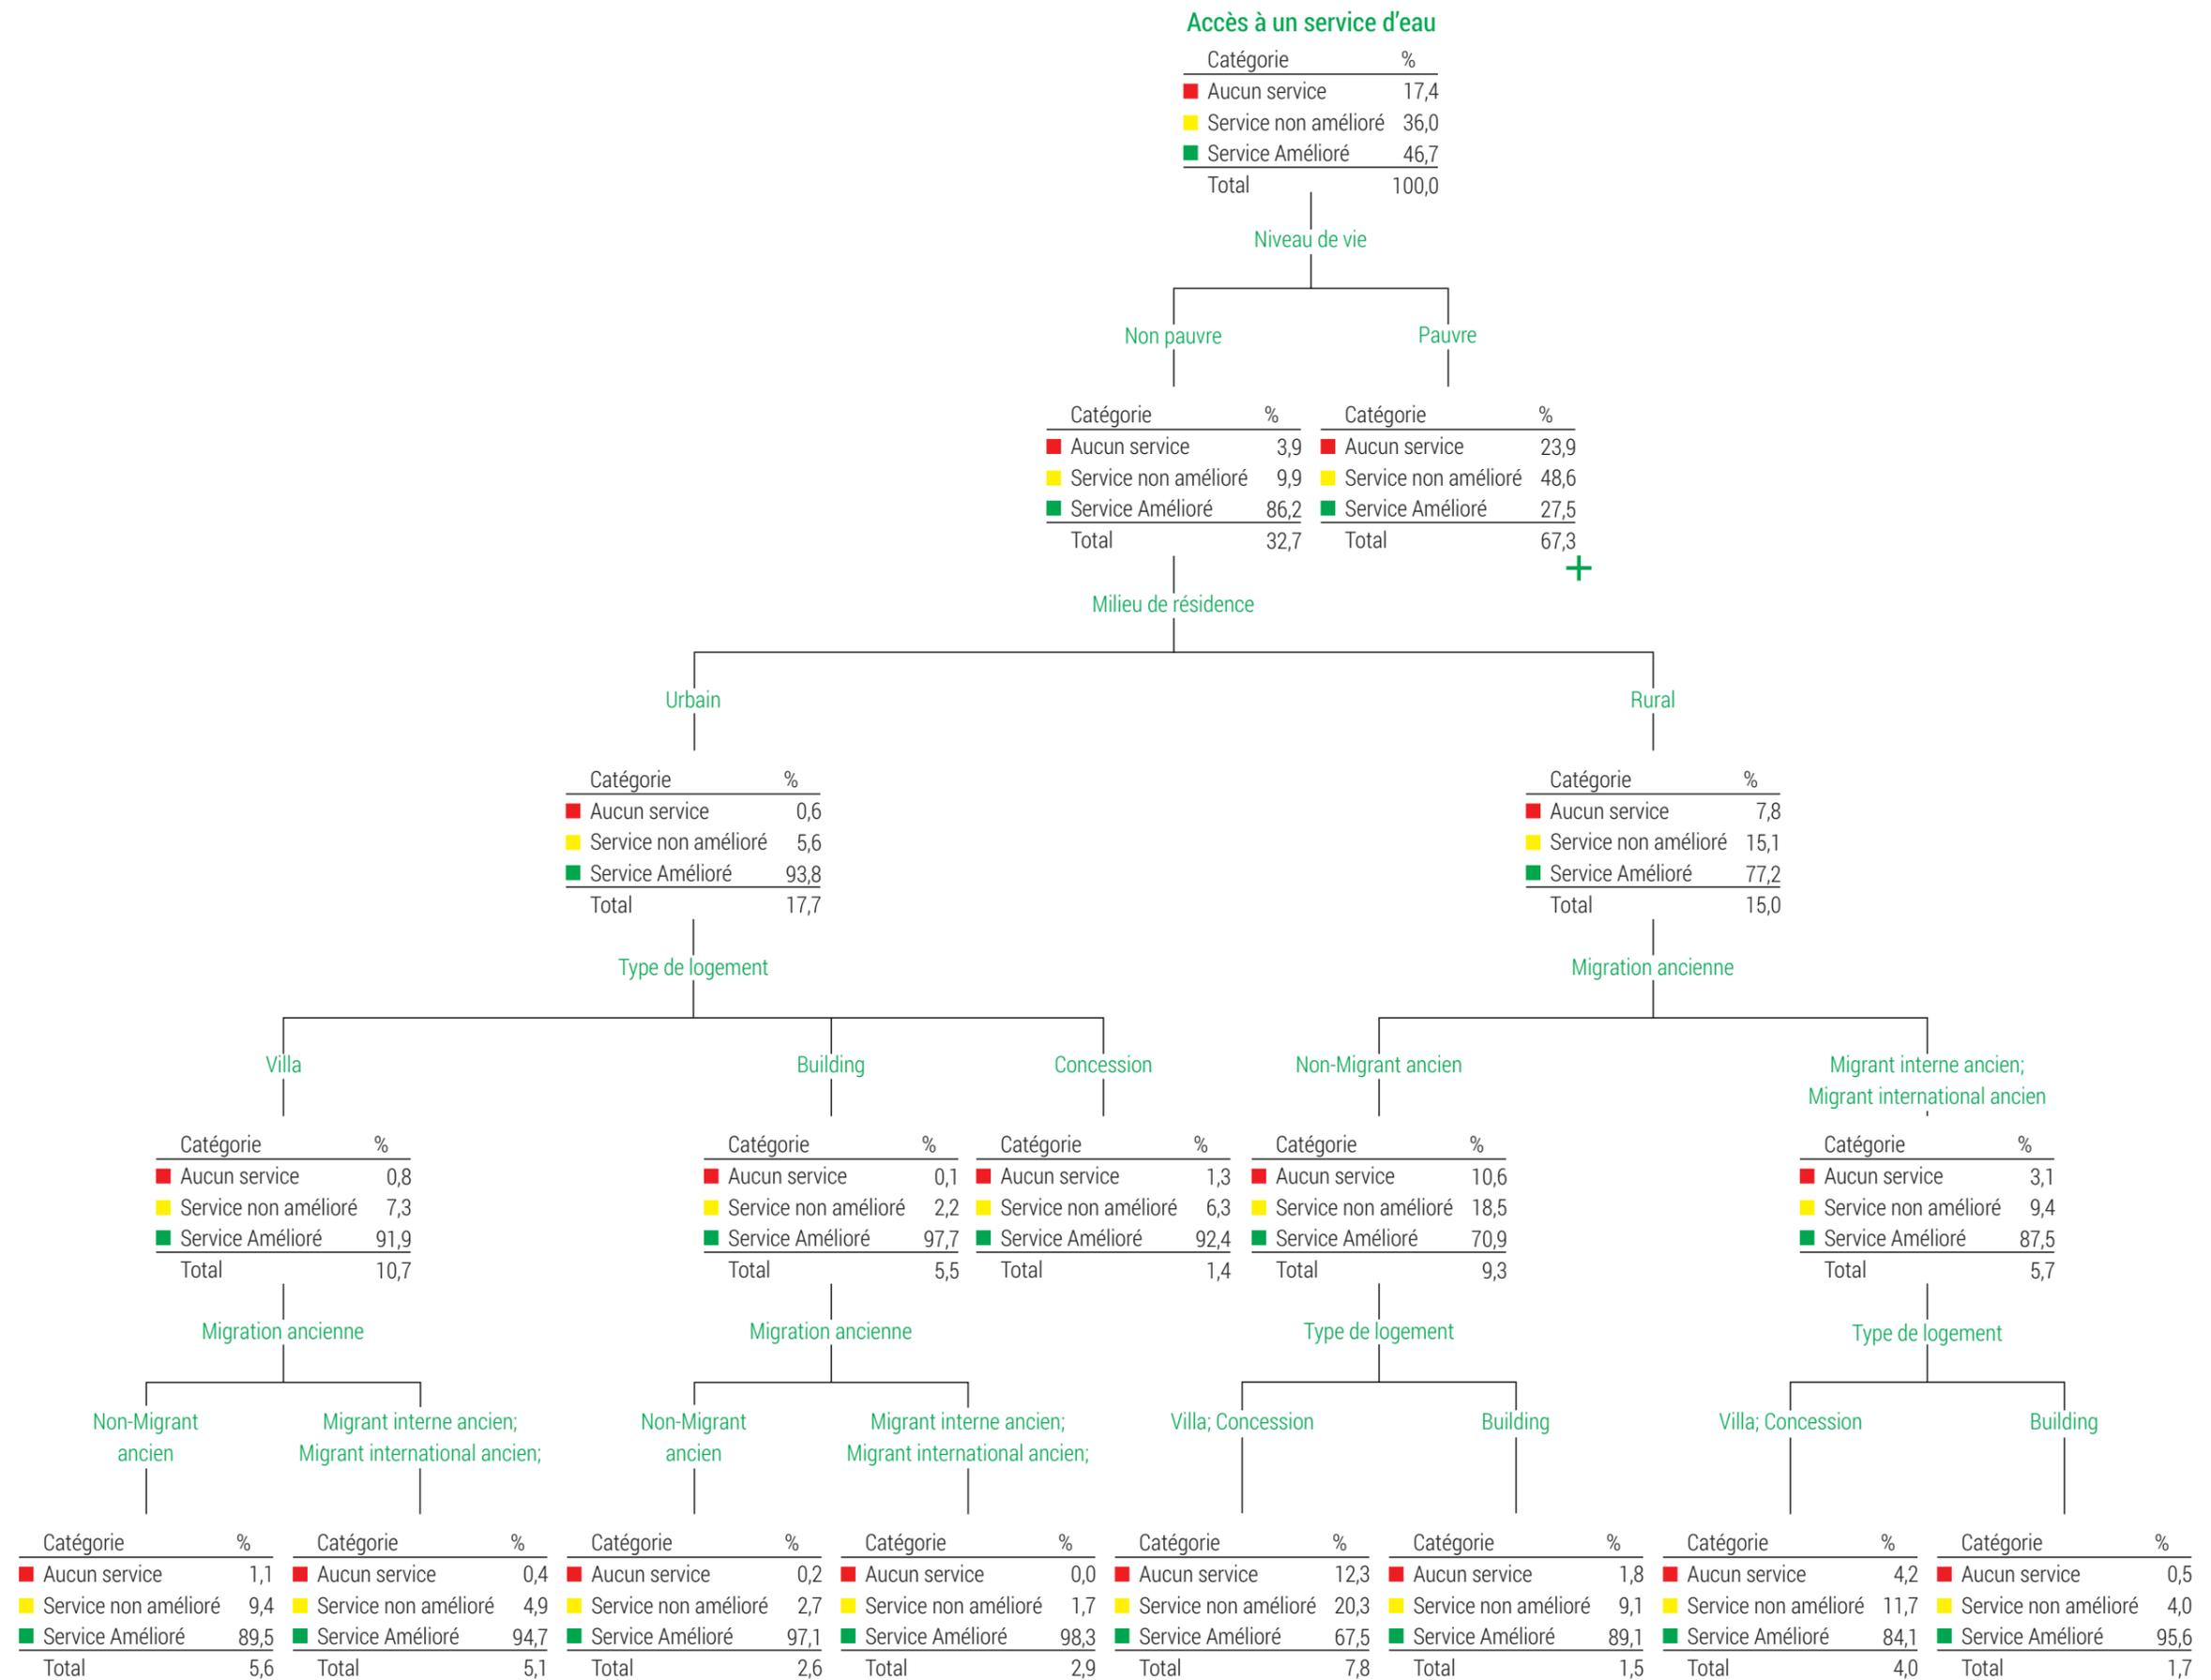 Accès à un service d'eau
Catégorie %
Aucun service 17,4
Service non amélioré 36,0
Service Amélioré 46,7
Total 100,0
Niveau de vie
Non pauvre
Pauvre
Catégorie %
Aucun service 3,9
Service non amélioré 9,9
Service Amélioré 86,2
Total 32,7
Catégorie %
Aucun service 23,9
Service non amélioré 48,6
Service Amélioré 27,5
Total 67,3
+
Milieu de résidence
Urbain
Rural
Catégorie %
Aucun service 0,6
Service non amélioré 5,6
Service Amélioré 93,8
Total 17,7
Catégorie %
Aucun service 7,8
Service non amélioré 15,1
Service Amélioré 77,2
Total 15,0
Type de logement
Migration ancienne
Villa
Building
Concession
Non-Migrant ancien
Migrant interne ancien;
Migrant international ancien
Catégorie %
Aucun service 0,8
Service non amélioré 7,3
Service Amélioré 91,9
Total 10,7
Catégorie %
Aucun service 0,1
Service non amélioré 2,2
Service Amélioré 97,7
Total 5,5
Catégorie %
Aucun service 1,3
Service non amélioré 6,3
Service Amélioré 92,4
Total 1,4
Catégorie %
Aucun service 10,6
Service non amélioré 18,5
Service Amélioré 70,9
Total 9,3
Catégorie %
Aucun service 3,1
Service non amélioré 9,4
Service Amélioré 87,5
Total 5,7
Migration ancienne
Migration ancienne
Type de logement
Type de logement
Non-Migrant
ancien
Migrant interne ancien;
Migrant international ancien;
Non-Migrant
ancien
Migrant interne ancien;
Migrant international ancien;
Villa; Concession
Building
Villa; Concession
Building
Catégorie %
Aucun service 1,1
Service non amélioré 9,4
Service Amélioré 89,5
Total 5,6
Catégorie %
Aucun service 0,4
Service non amélioré 4,9
Service Amélioré 94,7
Total 5,1
Catégorie %
Aucun service 0,2
Service non amélioré 2,7
Service Amélioré 97,1
Total 2,6
Catégorie %
Aucun service 0,0
Service non amélioré 1,7
Service Amélioré 98,3
Total 2,9
Catégorie %
Aucun service 12,3
Service non amélioré 20,3
Service Amélioré 67,5
Total 7,8
Catégorie %
Aucun service 1,8
Service non amélioré 9,1
Service Amélioré 89,1
Total 1,5
Catégorie %
Aucun service 4,2
Service non amélioré 11,7
Service Amélioré 84,1
Total 4,0
Catégorie %
Aucun service 0,5
Service non amélioré 4,0
Service Amélioré 95,6
Total 1,7